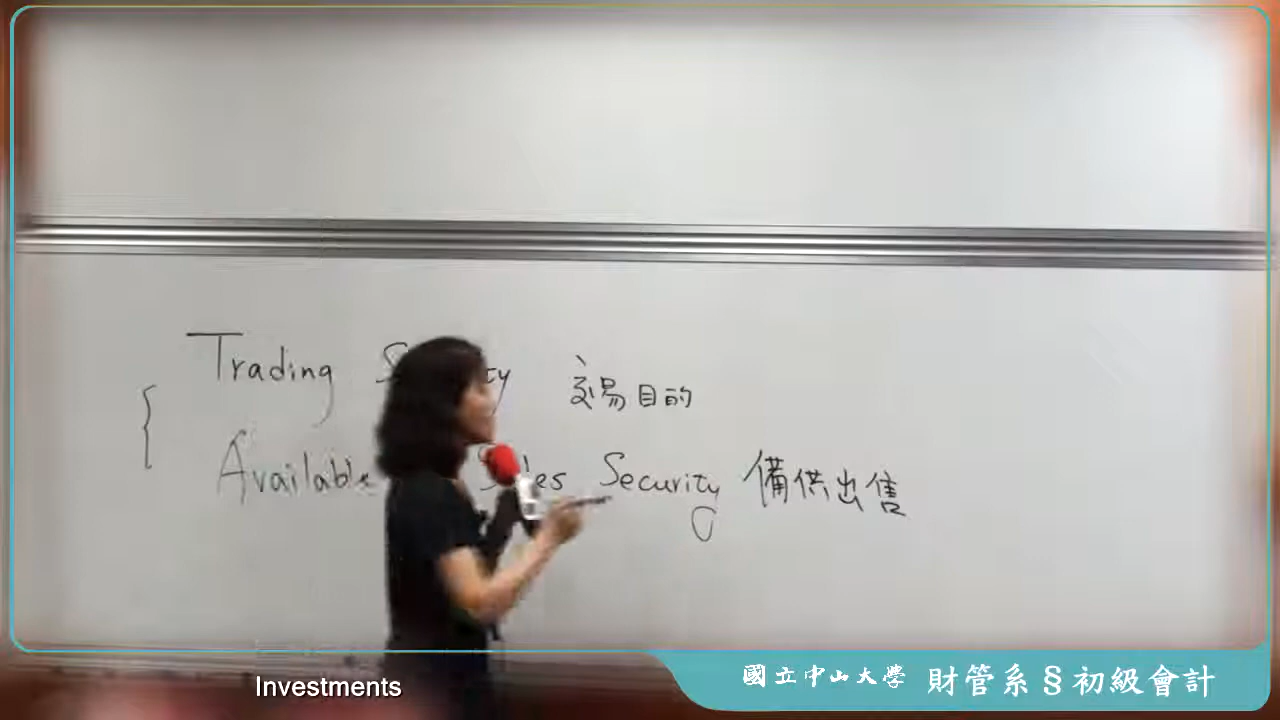 Trading 交易目的
Available Sales Security 備供出售
Investments
國立中山大學 財管系 § 初級會計